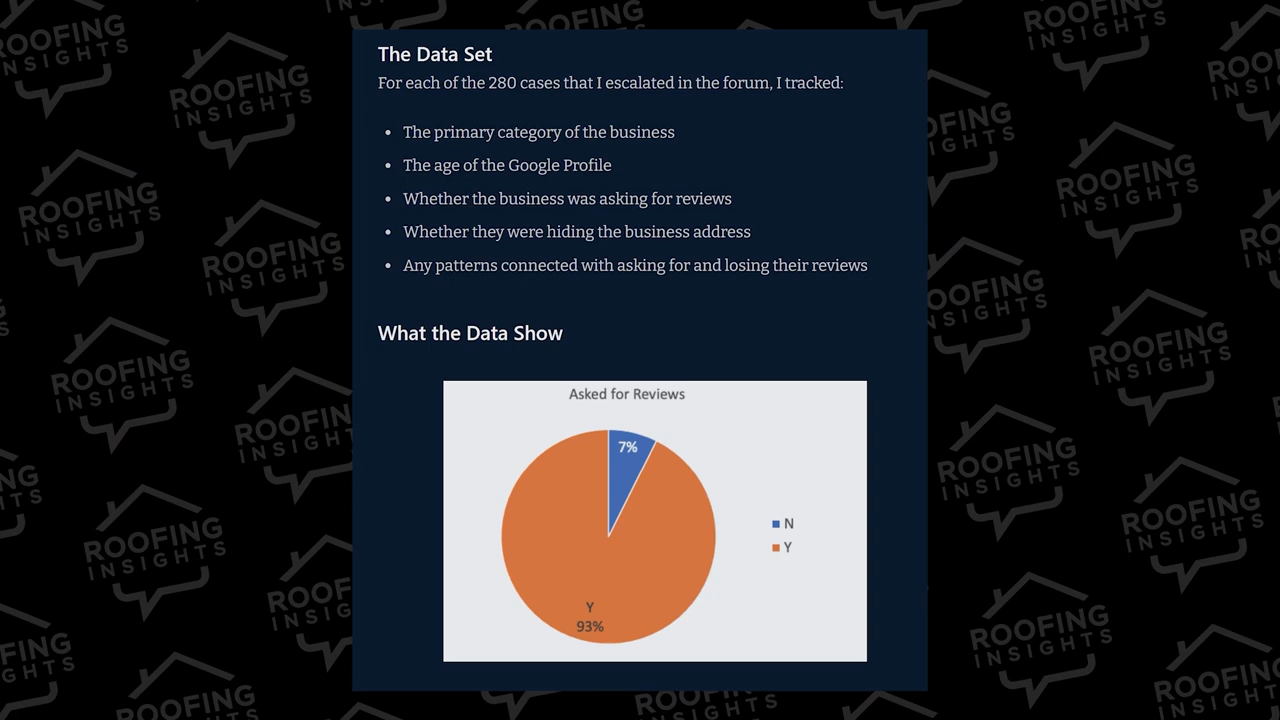 The Data Set
For each of the 280 cases that I escalated in the forum, I tracked:
• The primary category of the business
• The age of the Google Profile
• Whether the business was asking for reviews
• Whether they were hiding the business address
• Any patterns connected with asking for and losing their reviews
What the Data Show
Asked for Reviews
7%
N
Y
Y
93%
ROOFING
INSIGHTS